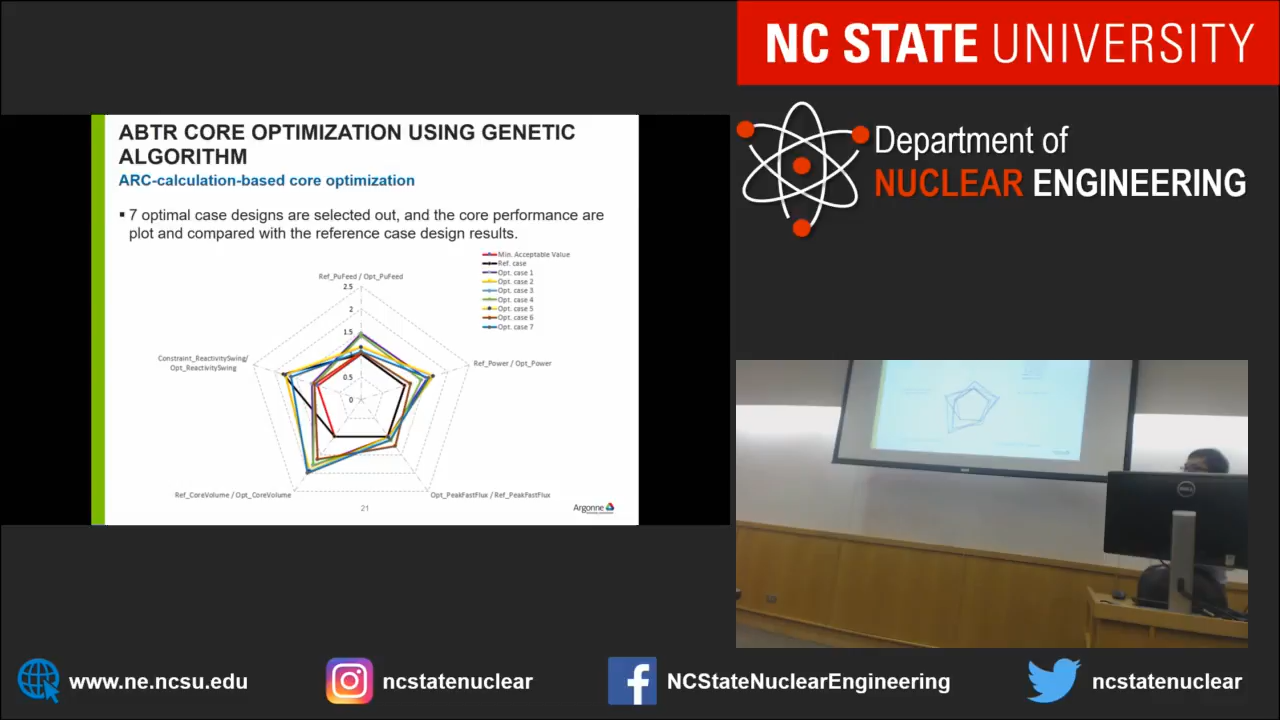 NC STATE UNIVERSITY
Department of
NUCLEAR ENGINEERING
ABTR CORE OPTIMIZATION USING GENETIC
ALGORITHM
ARC-calculation-based core optimization
▪ 7 optimal case designs are selected out, and the core performance are
plot and compared with the reference case design results.
Min. Acceptable Value
Ref. case
Opt. case 1
Opt. case 2
Opt. case 3
Opt. case 4
Opt. case 5
Opt. case 6
Opt. case 7
Ref_PuFeed / Opt_PuFeed
2.5
2
1.5
0.5
0
Constraint_ReactivitySwing/
Opt_ReactivitySwing
Ref_Power / Opt_Power
Ref_CoreVolume / Opt_CoreVolume
Opt_PeakFastFlux / Ref_PeakFastFlux
21
Argonne
DELL
www.ne.ncsu.edu
ncstatenuclear
NCStateNuclearEngineering
ncstatenuclear